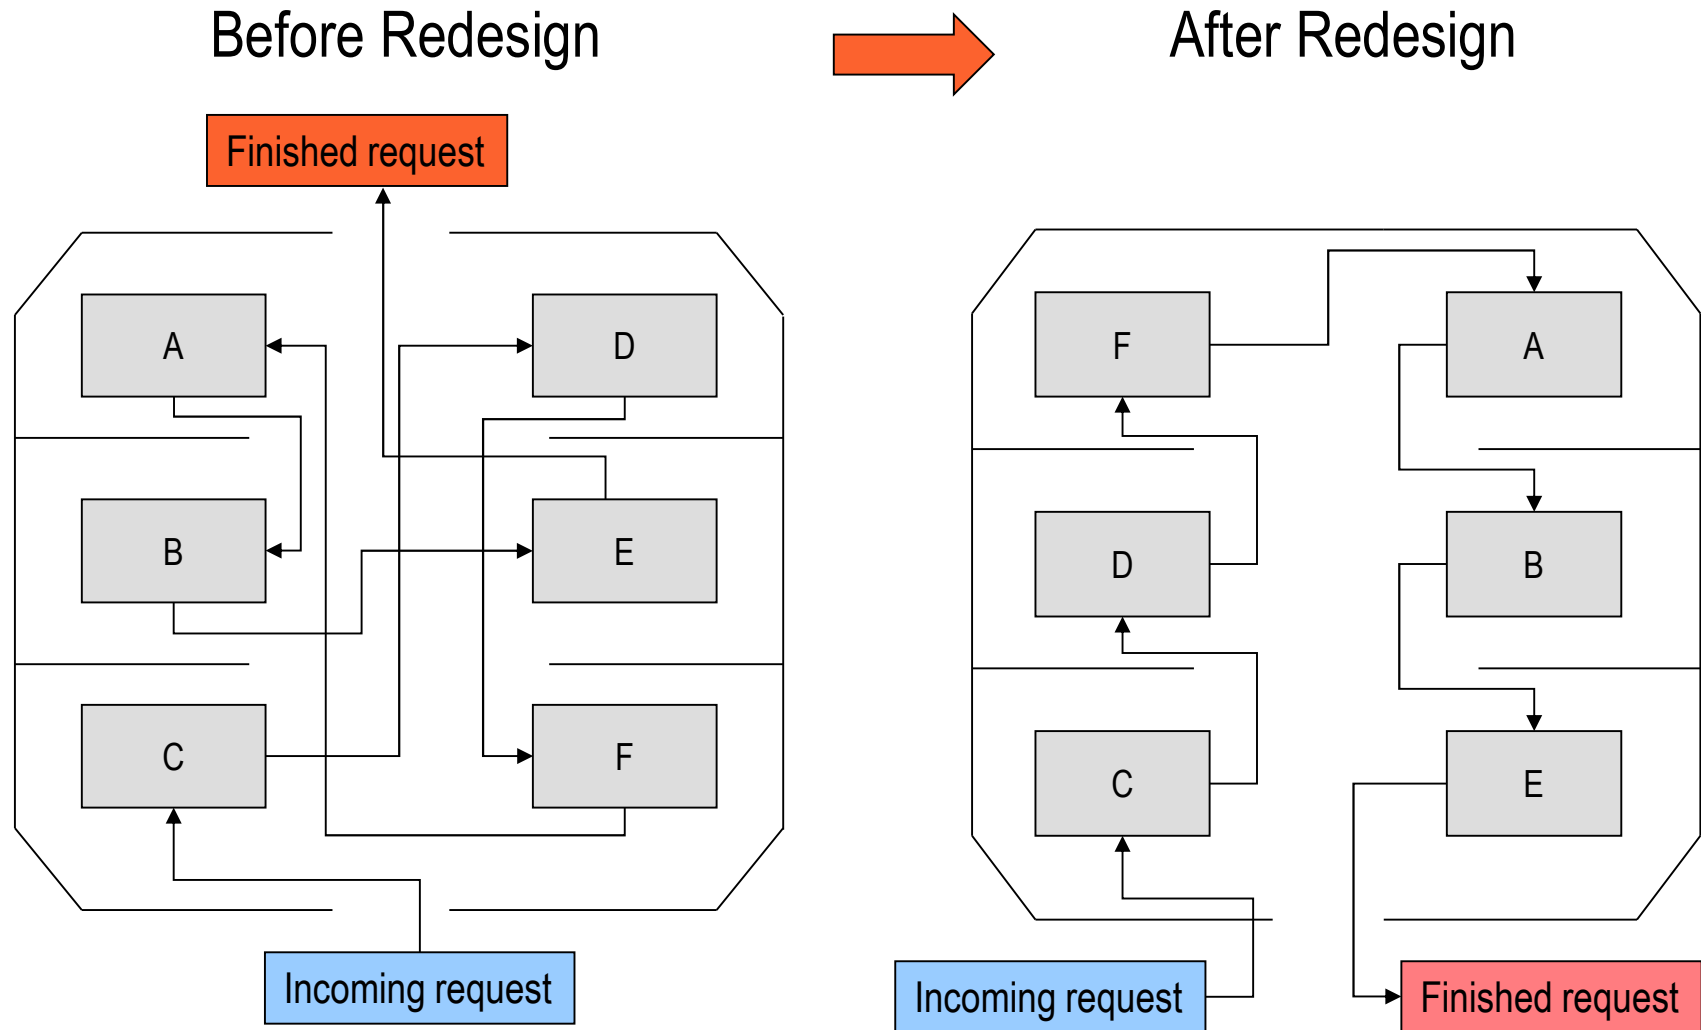 Before Redesign
After Redesign
Finished request
A
D
B
E
C
F
Incoming request
F
A
D
B
C
E
Incoming request
Finished request